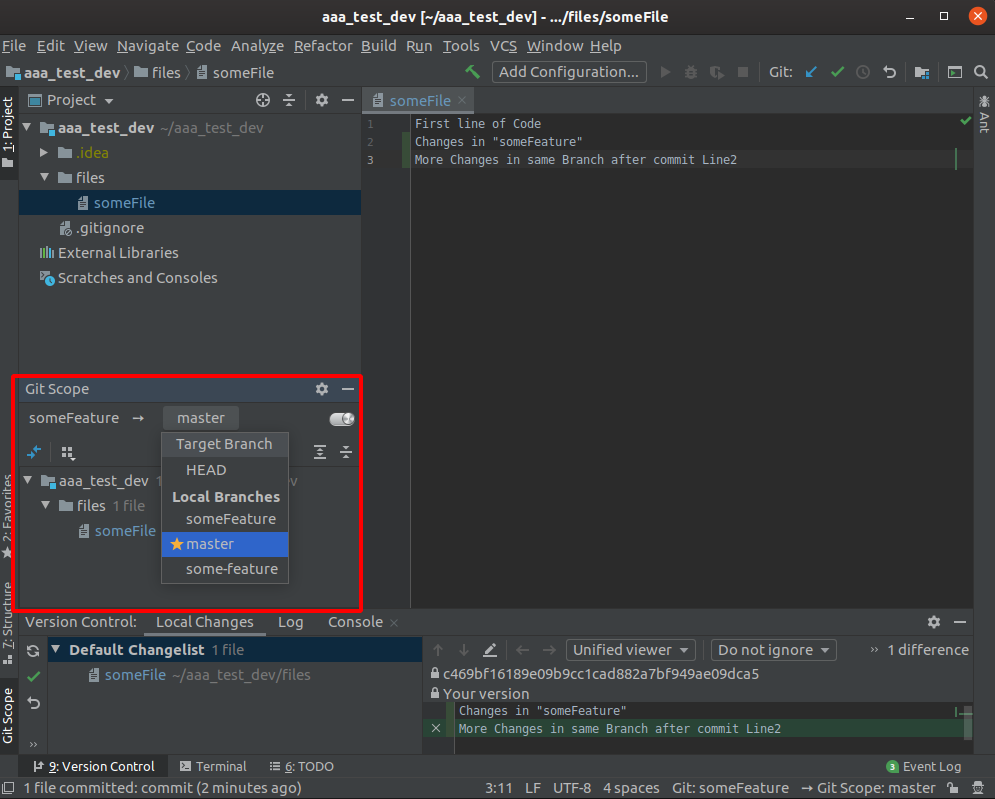 aaa_test_dev [~/aaa_test_dev] - .../files/someFile
File Edit View Navigate Code Analyze Refactor Build Run Tools VCS Window Help
aaa_test_dev files someFile Add Configuration... Git:
1: Project
Project
someFile
Ant
aaa_test_dev ~/aaa_test_dev
.idea
files
someFile
.gitignore
External Libraries
Scratches and Consoles
1 First line of Code
2 Changes in "someFeature"
3 More Changes in same Branch after commit Line2
Git Scope
someFeature → master
Target Branch
HEAD
Local Branches
someFeature
master
some-feature
aaa_test_dev
files 1 file
someFile
2: Favorites
7: Structure
Git Scope
Version Control: Local Changes Log Console
Default Changelist 1 file
someFile ~/aaa_test_dev/files
Unified viewer Do not ignore 1 difference
c469bf16189e09b9cc1cad882a7bf949ae09dca5
Your version
Changes in "someFeature"
More Changes in same Branch after commit Line2
9: Version Control Terminal 6: TODO 3 Event Log
1 file committed: commit (2 minutes ago) 3:11 LF UTF-8 4 spaces Git: someFeature → Git Scope: master